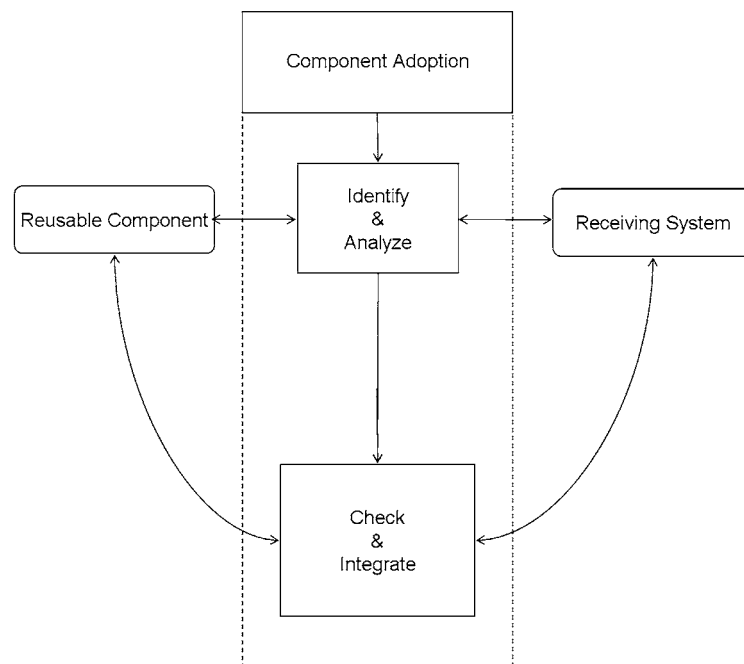 Component Adoption
Identify
&
Analyze
Reusable Component
Receiving System
Check
&
Integrate